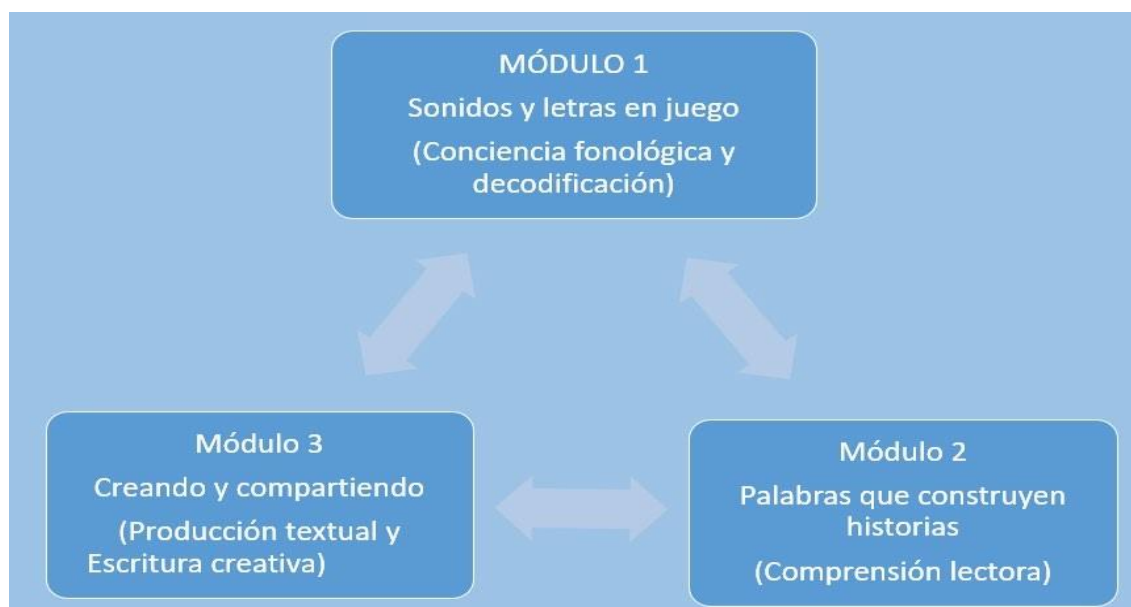 MÓDULO 1
Sonidos y letras en juego
(Conciencia fonológica y
decodificación)
Módulo 3
Creando y compartiendo
(Producción textual y
Escritura creativa)
Módulo 2
Palabras que construyen
historias
(Comprensión lectora)